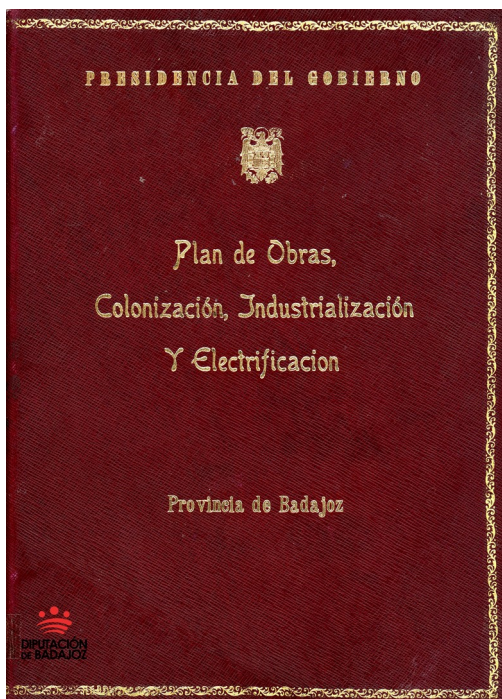 PRESIDENCIA DEL GOBIERNO
Plan de Obras,
Colonización, Industrialización
Y Electrificacion
Provincia de Badajoz
DIPUTACIÓN
DE BADAJOZ